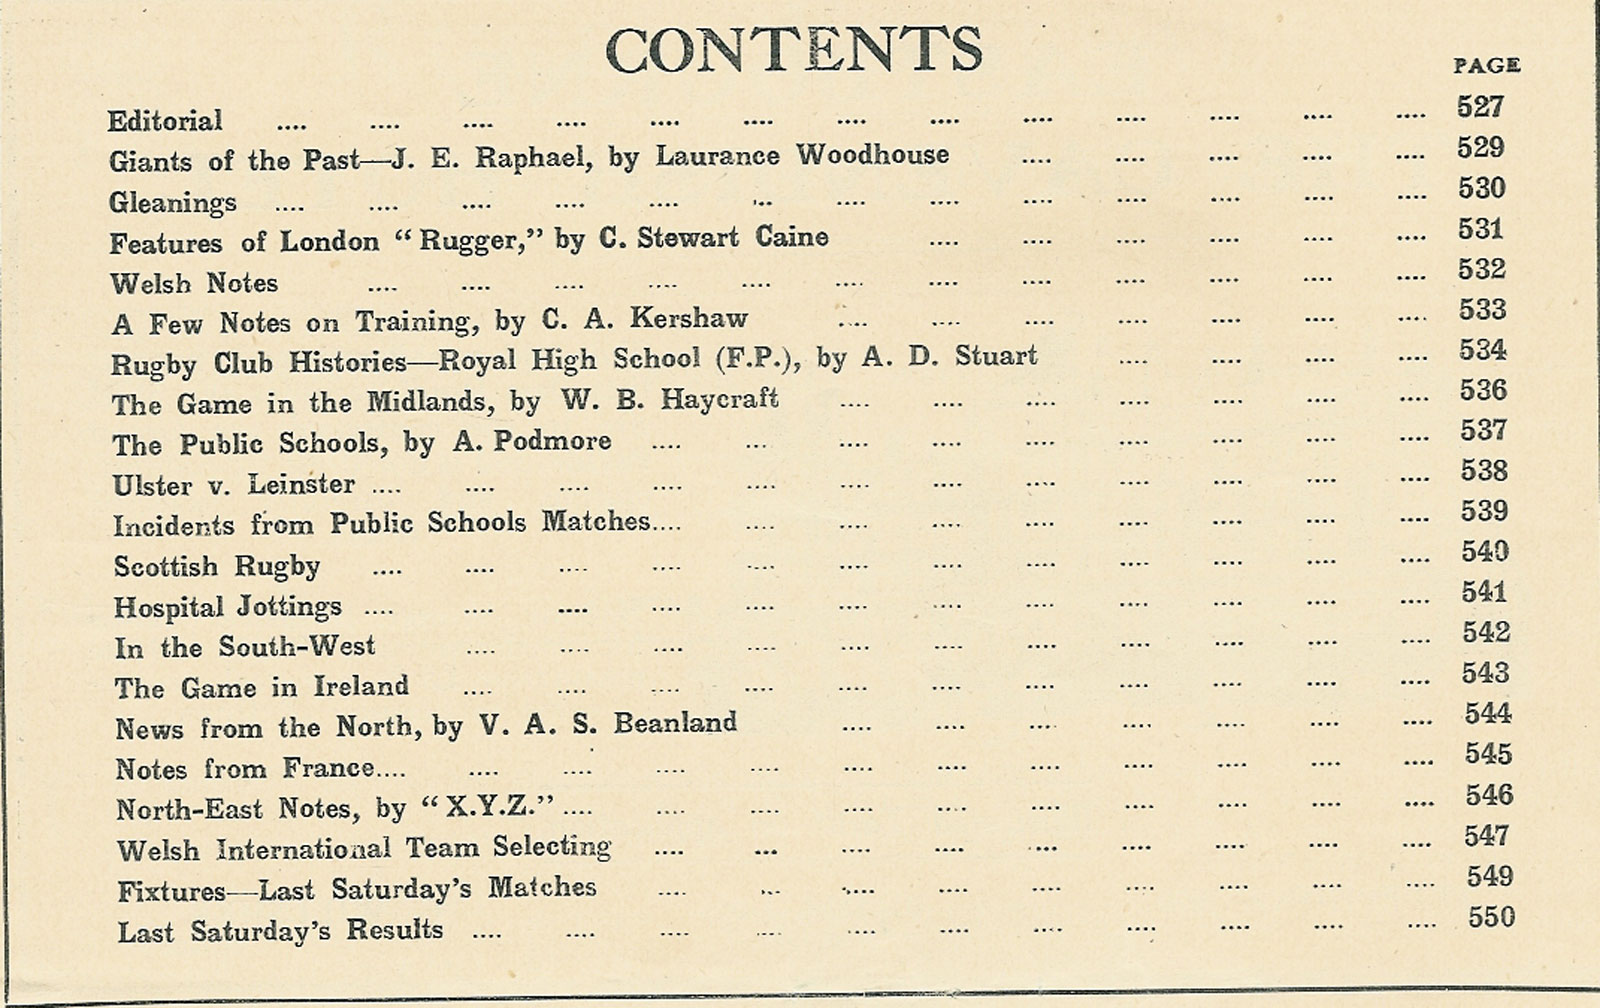 CONTENTS
PAGE
Editorial .... .... .... .... .... .... .... .... .... .... .... .... .... 527
Giants of the Past—J. E. Raphael, by Laurance Woodhouse .... .... .... .... .... 529
Gleanings .... .... .... .... .... .... .... .... .... .... .... .... .... 530
Features of London "Rugger," by C. Stewart Caine .... .... .... .... .... .... 531
Welsh Notes .... .... .... .... .... .... .... .... .... .... .... .... 532
A Few Notes on Training, by C. A. Kershaw .... .... .... .... .... .... .... 533
Rugby Club Histories—Royal High School (F.P.), by A. D. Stuart .... .... .... .... 534
The Game in the Midlands, by W. B. Haycraft .... .... .... .... .... .... .... 536
The Public Schools, by A. Podmore .... .... .... .... .... .... .... .... .... 537
Ulster v. Leinster .... .... .... .... .... .... .... .... .... .... .... .... 538
Incidents from Public Schools Matches.... .... .... .... .... .... .... .... .... 539
Scottish Rugby .... .... .... .... .... .... .... .... .... .... .... .... 540
Hospital Jottings .... .... .... .... .... .... .... .... .... .... .... .... 541
In the South-West .... .... .... .... .... .... .... .... .... .... .... 542
The Game in Ireland .... .... .... .... .... .... .... .... .... .... .... 543
News from the North, by V. A. S. Beanland .... .... .... .... .... .... .... 544
Notes from France.... .... .... .... .... .... .... .... .... .... .... .... 545
North-East Notes, by "X.Y.Z." .... .... .... .... .... .... .... .... .... .... 546
Welsh International Team Selecting .... .... .... .... .... .... .... .... .... 547
Fixtures—Last Saturday's Matches .... .... .... .... .... .... .... .... .... 549
Last Saturday's Results .... .... .... .... .... .... .... .... .... .... .... 550